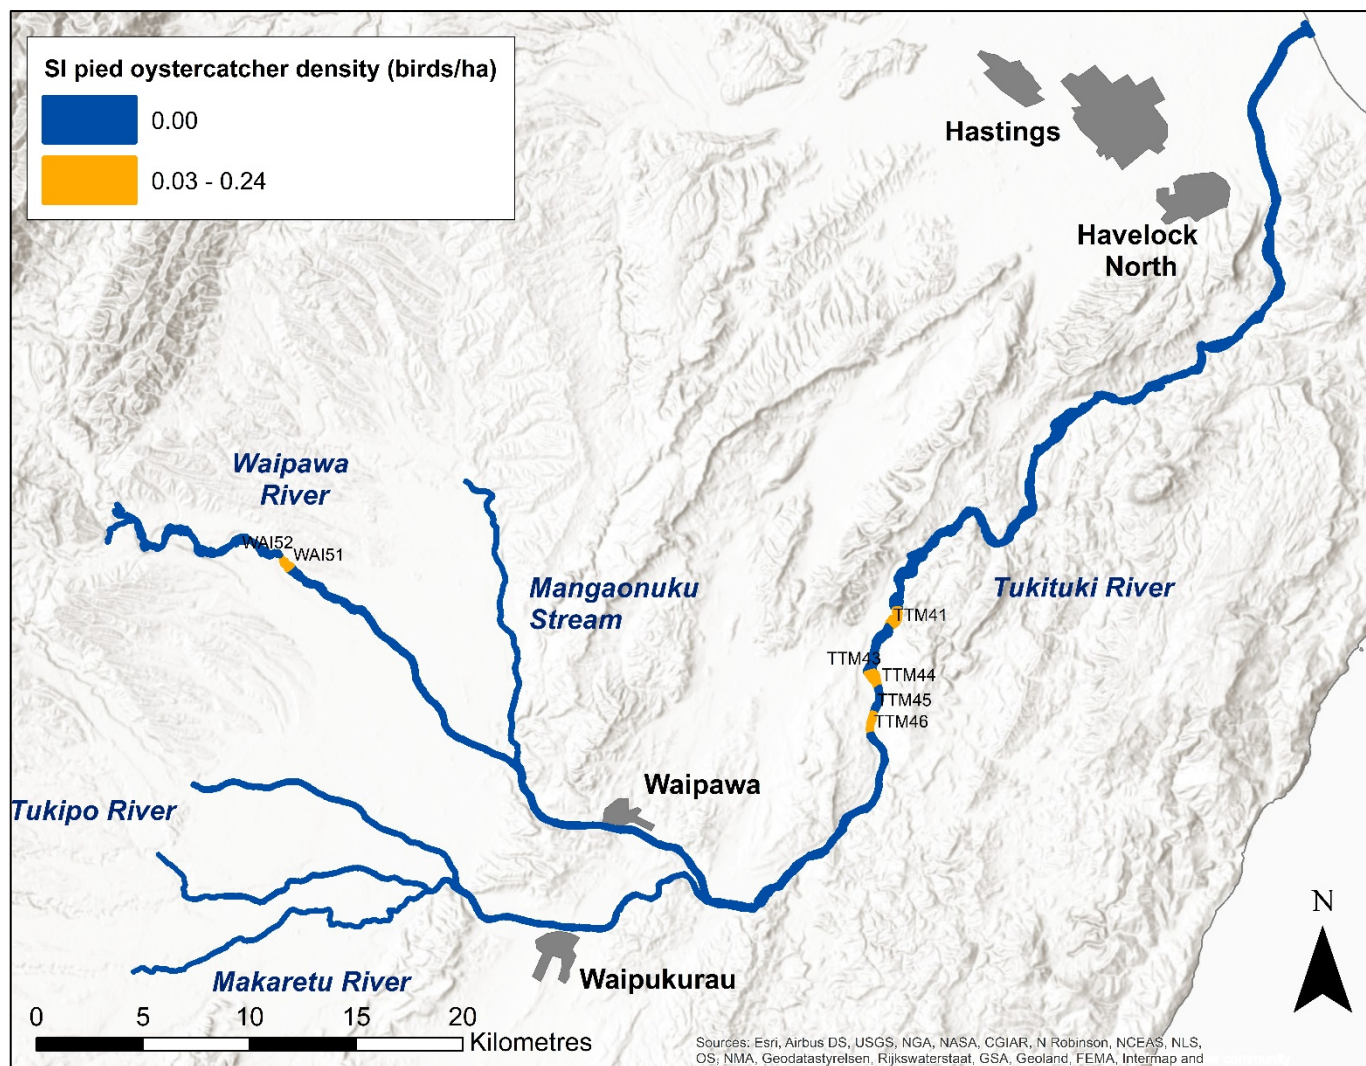 SI pied oystercatcher density (birds/ha)
0.00
0.03 - 0.24
Hastings
Havelock
North
Waipawa
River
WAI52
WAI51
Mangaonuku
Stream
Tukituki River
TTM41
TTM43
TTM44
TTM45
TTM46
Waipawa
Tukipo River
Waipukurau
Makaretu River
N
0 5 10 15 20
Kilometres
Sources: Esri, Airbus DS, USGS, NGA, NASA, CGIAR, N Robinson, NCEAS, NLS,
OS, NMA, Geodatastyrelsen, Rijkswaterstaat, GSA, Geoland, FEMA, Intermap and